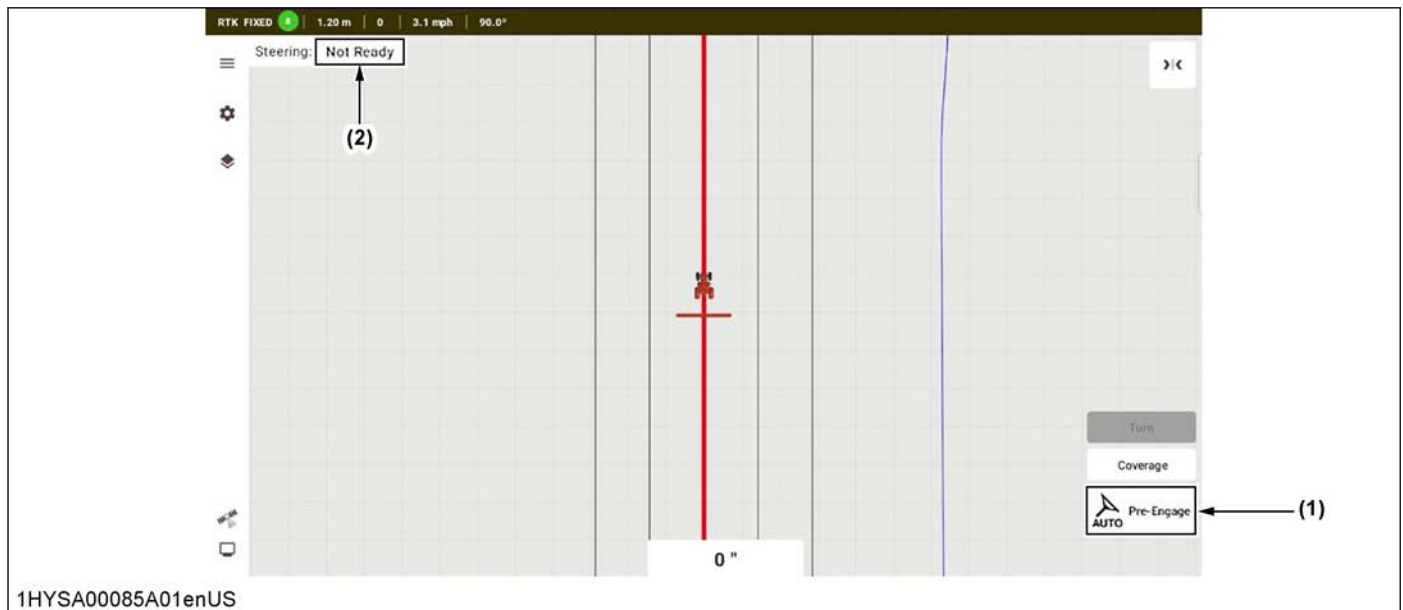 RTK FIXED 8 1.20 m | 0 | 3.1 mph | 90.0°
Steering: Not Ready
(2)
Turn
Coverage
AUTO Pre-Engage
(1)
0 "
1HYSA00085A01enUS